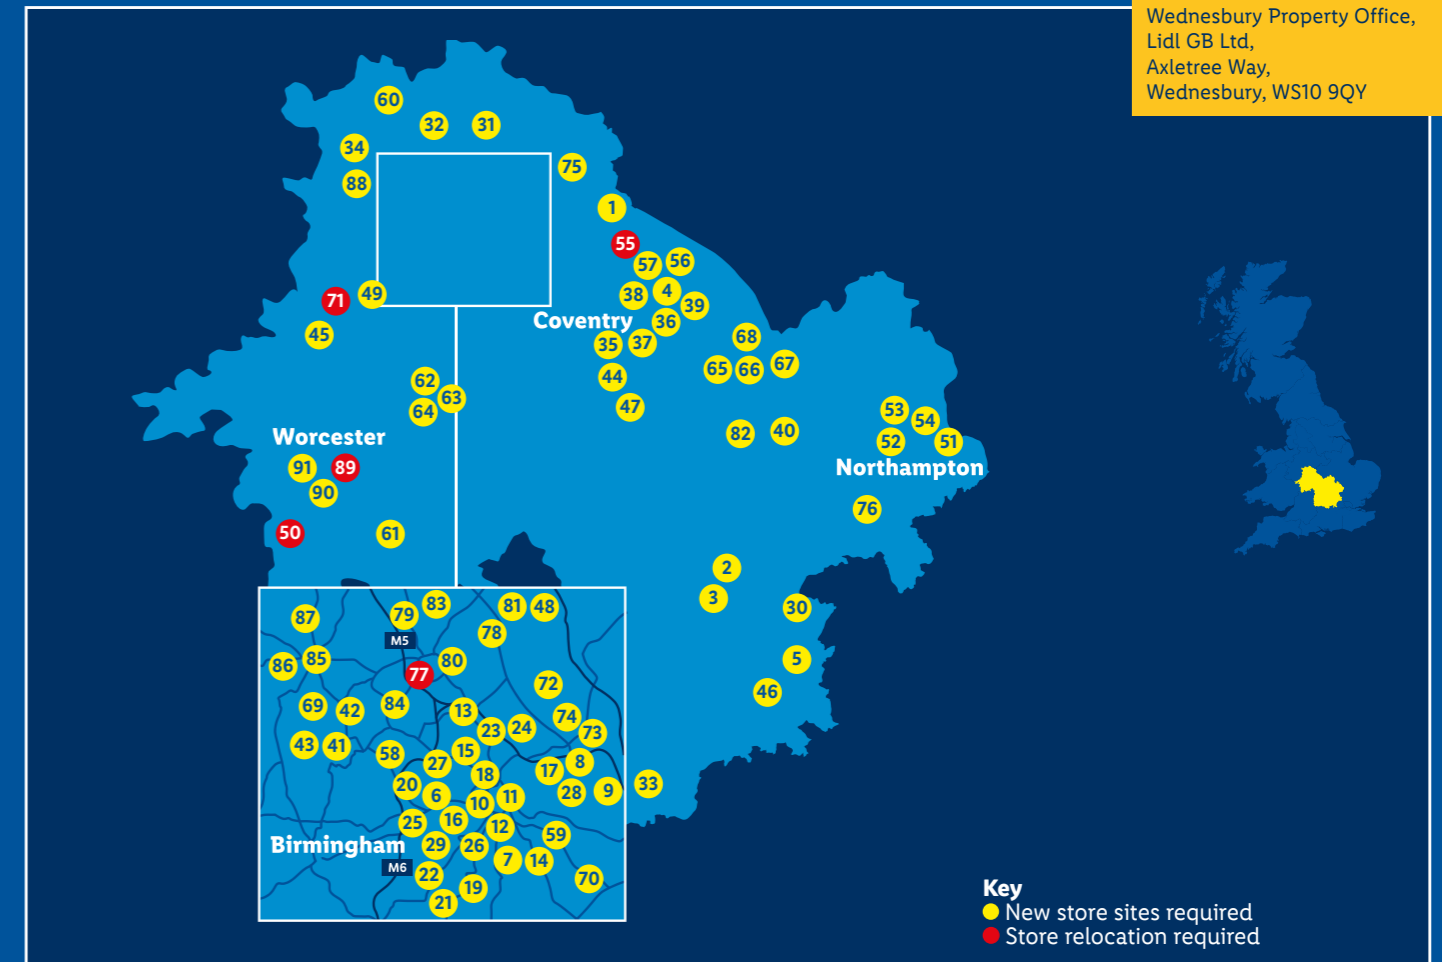 Wednesbury Property Office,
Lidl GB Ltd,
Axletree Way,
Wednesbury, WS10 9QY
60
32 31
34
75
88
1
55
57 56
38 4
71 49
39
Coventry 36
45
35 37
68
65 66 67
44
62
63
64
47
53
54
82 40
52 51
Worcester
Northampton
91 89
90
76
50 61
2
3
30
5
46
33
87 79 83 81 48
M5
78
86 85
80
77
72
69 42 84 13
74
23 24 73
43 41 58 15
27
8
17
18
20 6
28 9
10 11
25 16
12
59
Birmingham 29 26
7 14
M6 22
70
19
21
Key
New store sites required
Store relocation required